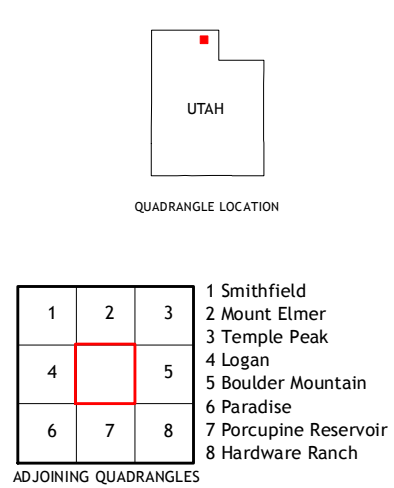 UTAH
QUADRANGLE LOCATION
1 2 3
4 5
6 7 8
1 Smithfield
2 Mount Elmer
3 Temple Peak
4 Logan
5 Boulder Mountain
6 Paradise
7 Porcupine Reservoir
8 Hardware Ranch
ADJOINING QUADRANGLES